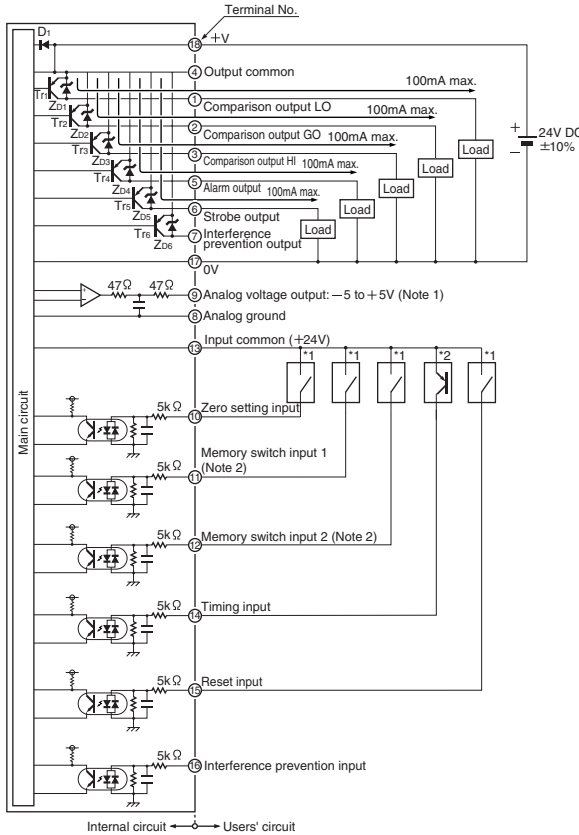 Terminal No.
D1
18 +V
4 Output common
Tr1
ZD1
100mA max.
1 Comparison output LO
Tr2
ZD2
100mA max.
2 Comparison output GO
Tr3
ZD3
100mA max.
3 Comparison output HI
Tr4
ZD4
100mA max.
5 Alarm output
Tr5
ZD5
100mA max.
6 Strobe output
Tr6
ZD6
7 Interference
prevention output
Load
Load
Load
Load
Load
+
−
24V DC
±10%
17 0V
+
-
47Ω
47Ω
9 Analog voltage output: −5 to +5V (Note 1)
8 Analog ground
13 Input common (+24V)
*1
*1
*1
*2
*1
Main circuit
5kΩ
10 Zero setting input
5kΩ
11 Memory switch input 1
(Note 2)
5kΩ
12 Memory switch input 2 (Note 2)
5kΩ
14 Timing input
5kΩ
15 Reset input
5kΩ
16 Interference prevention input
Internal circuit
Users' circuit